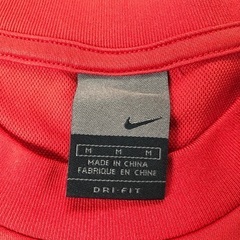 M M M
MADE IN CHINA
FABRIQUE EN CHINE
DRI-FIT